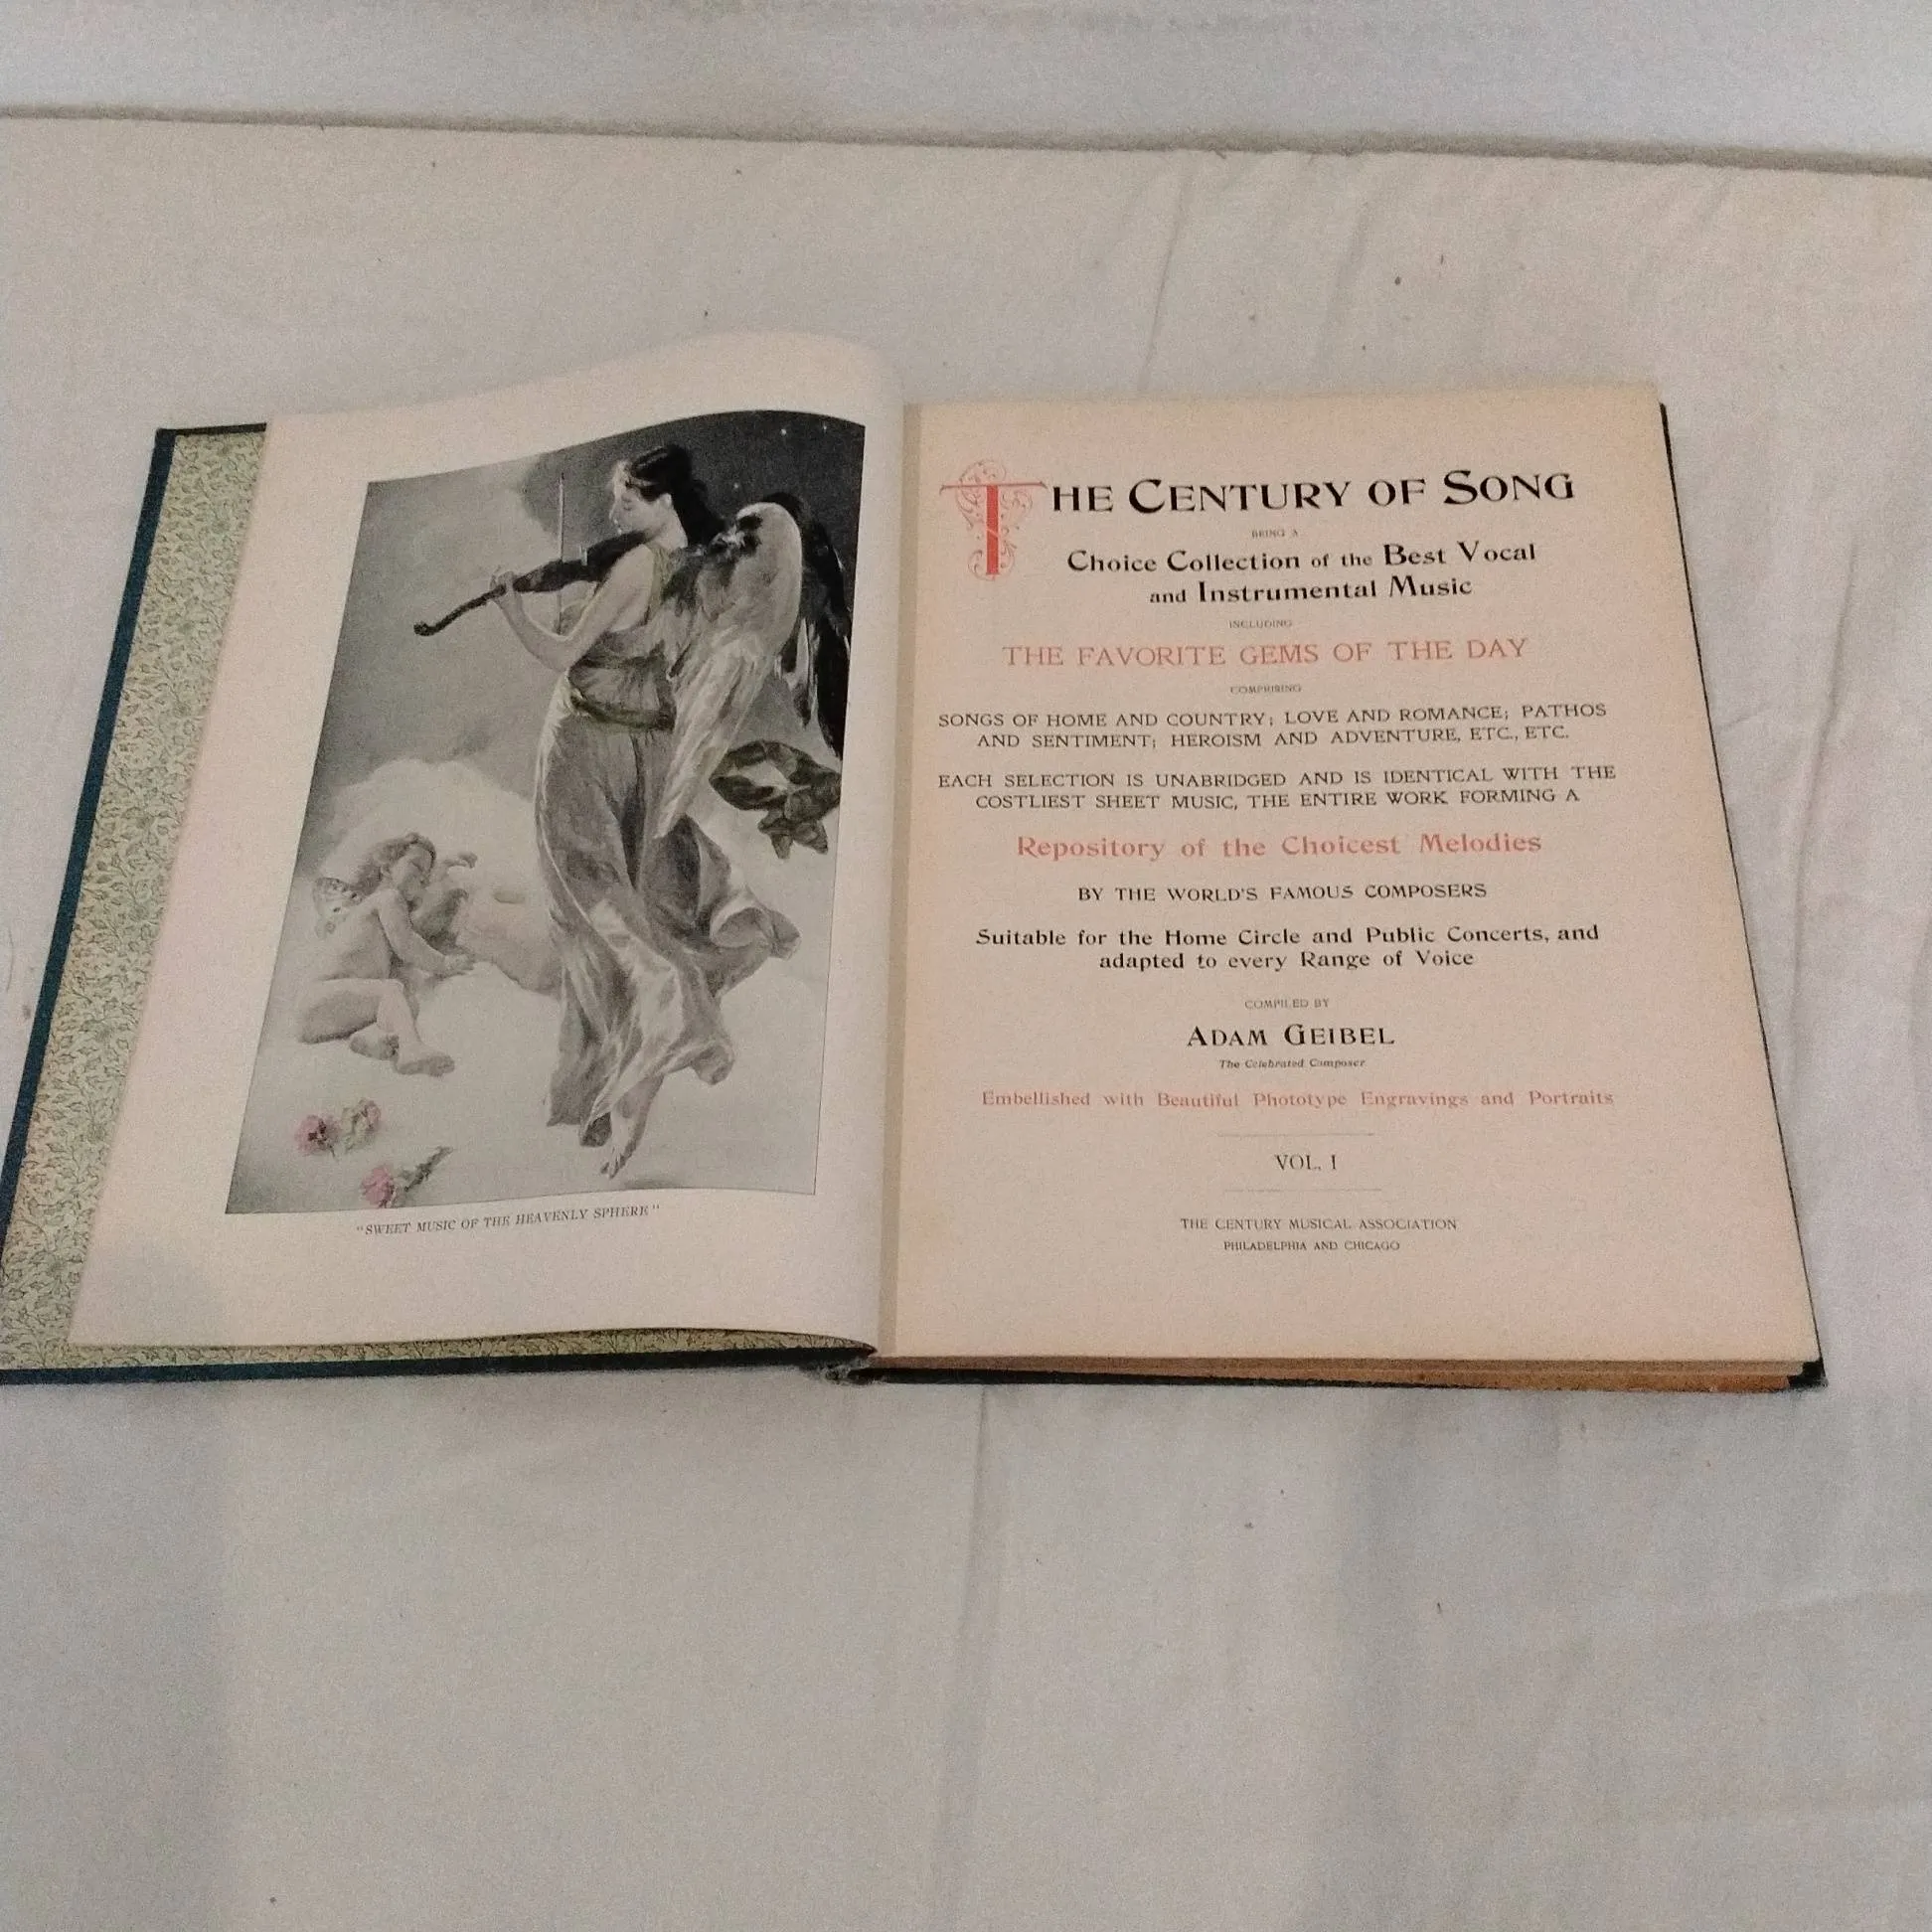 "SWEET MUSIC OF THE HEAVENLY SPHERE"
THE CENTURY OF SONG
BEING A
Choice Collection of the Best Vocal
and Instrumental Music
INCLUDING
THE FAVORITE GEMS OF THE DAY
COMPRISING
SONGS OF HOME AND COUNTRY; LOVE AND ROMANCE; PATHOS
AND SENTIMENT; HEROISM AND ADVENTURE, ETC., ETC.
EACH SELECTION IS UNABRIDGED AND IS IDENTICAL WITH THE
COSTLIEST SHEET MUSIC, THE ENTIRE WORK FORMING A
Repository of the Choicest Melodies
BY THE WORLD'S FAMOUS COMPOSERS
Suitable for the Home Circle and Public Concerts, and
adapted to every Range of Voice
COMPILED BY
ADAM GEIBEL
The Celebrated Composer
Embellished with Beautiful Phototype Engravings and Portraits
VOL. I
THE CENTURY MUSICAL ASSOCIATION
PHILADELPHIA AND CHICAGO